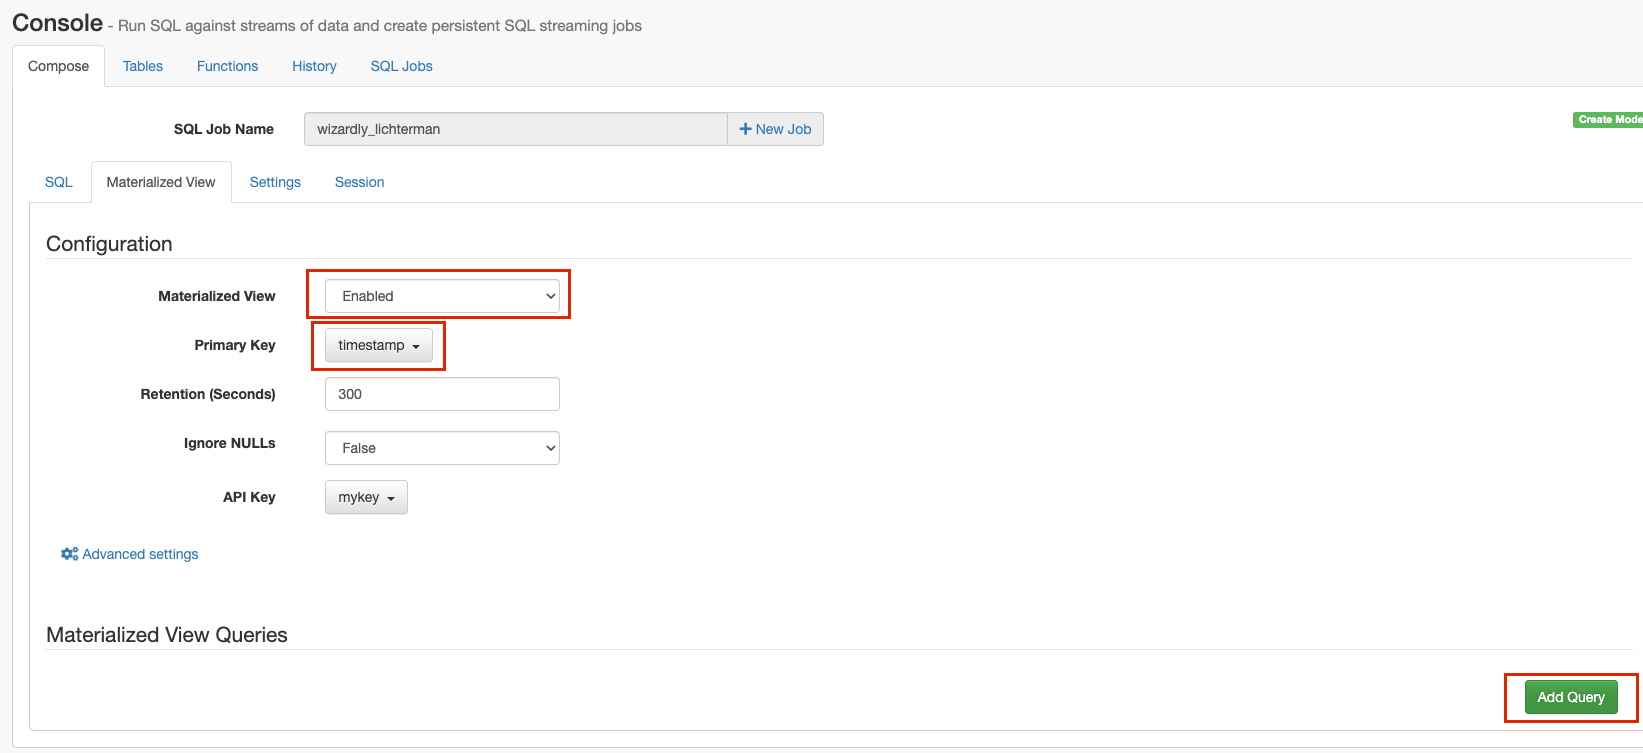 Console - Run SQL against streams of data and create persistent SQL streaming jobs
Compose Tables Functions History SQL Jobs
SQL Job Name wizardly_lichterman New Job Create Mode
SQL Materialized View Settings Session
Configuration
Materialized View Enabled
Primary Key timestamp
Retention (Seconds) 300
Ignore NULLs False
API Key mykey
Advanced settings
Materialized View Queries
Add Query